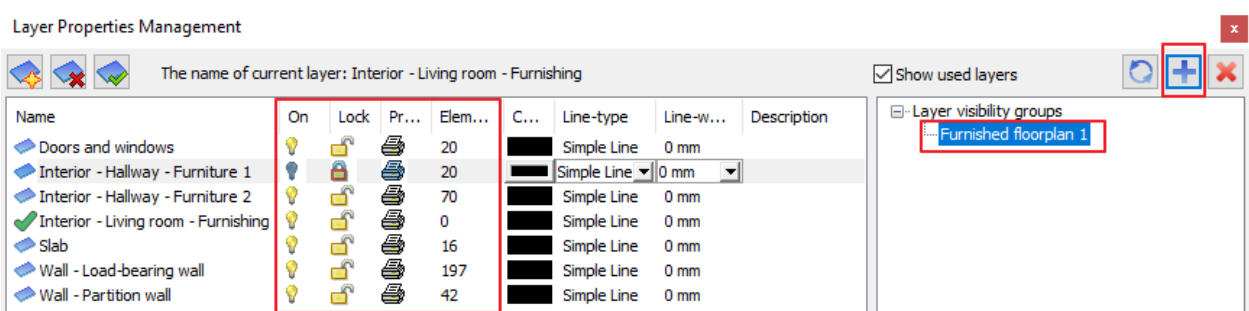 Layer Properties Management
x
The name of current layer: Interior - Living room - Furnishing
Show used layers
Name On Lock Pr... Elem... C... Line-type Line-w... Description
Doors and windows 20 Simple Line 0 mm
Interior - Hallway - Furniture 1 20 Simple Line 0 mm
Interior - Hallway - Furniture 2 70 Simple Line 0 mm
Interior - Living room - Furnishing 0 Simple Line 0 mm
Slab 16 Simple Line 0 mm
Wall - Load-bearing wall 197 Simple Line 0 mm
Wall - Partition wall 42 Simple Line 0 mm
Layer visibility groups
Furnished floorplan 1